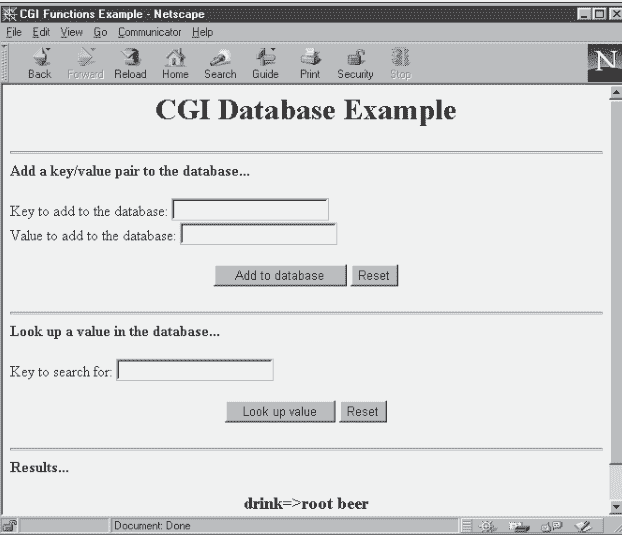 CGI Functions Example - Netscape
File Edit View Go Communicator Help
Back Forward Reload Home Search Guide Print Security Stop
N
CGI Database Example
Add a key/value pair to the database...
Key to add to the database:
Value to add to the database:
Add to database Reset
Look up a value in the database...
Key to search for:
Look up value Reset
Results...
drink=>root beer
Document: Done